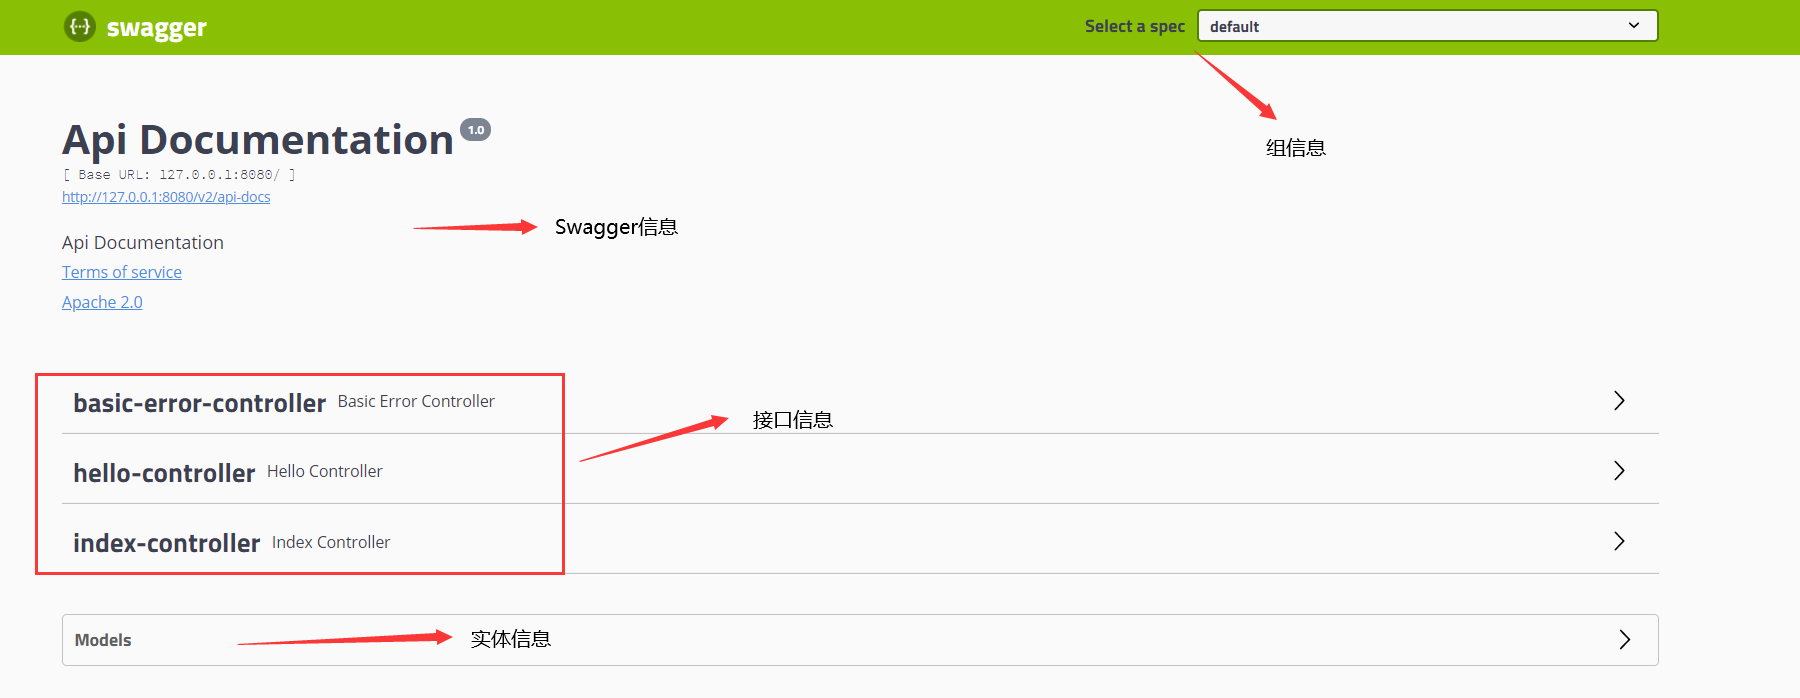 {···} swagger
Select a spec
default
组信息
Api Documentation 1.0
[ Base URL: 127.0.0.1:8080/ ]
http://127.0.0.1:8080/v2/api-docs
Swagger信息
Api Documentation
Terms of service
Apache 2.0
basic-error-controller Basic Error Controller
接口信息
hello-controller Hello Controller
index-controller Index Controller
Models
实体信息